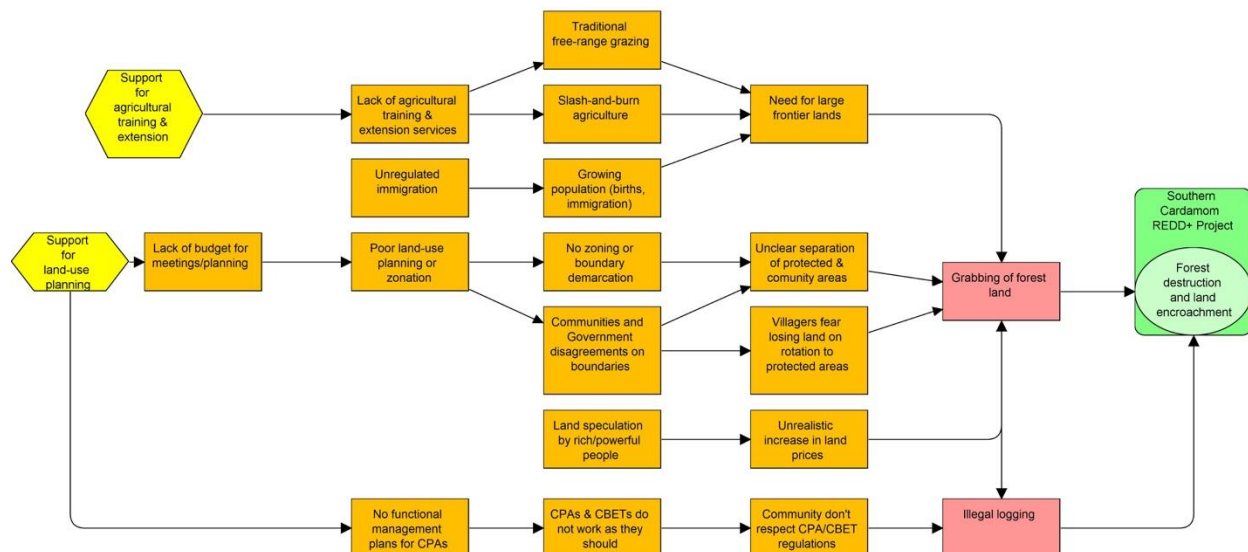 Traditional
free-range grazing
Support
for
agricultural
training &
extension
Lack of agricultural
training &
extension services
Slash-and-burn
agriculture
Need for large
frontier lands
Unregulated
immigration
Growing
population (births,
immigration)
Southern
Cardamom
REDD+ Project
Support
for
land-use
planning
Lack of budget for
meetings/planning
Poor land-use
planning or
zonation
No zoning or
boundary
demarcation
Unclear separation
of protected &
comunity areas
Grabbing of forest
land
Forest
destruction
and land
encroachment
Communities and
Government
disagreements on
boundaries
Villagers fear
losing land on
rotation to
protected areas
Land speculation
by rich/powerful
people
Unrealistic
increase in land
prices
No functional
management
plans for CPAs
CPAs & CBETs do
not work as they
should
Community don't
respect CPA/CBET
regulations
Illegal logging